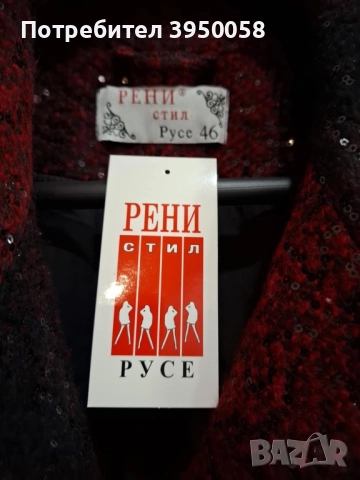 Потребител 3950058
РЕНИ®
СТИЛ
Русе 46
РЕНИ
СТИЛ
РУСЕ
BAZAR